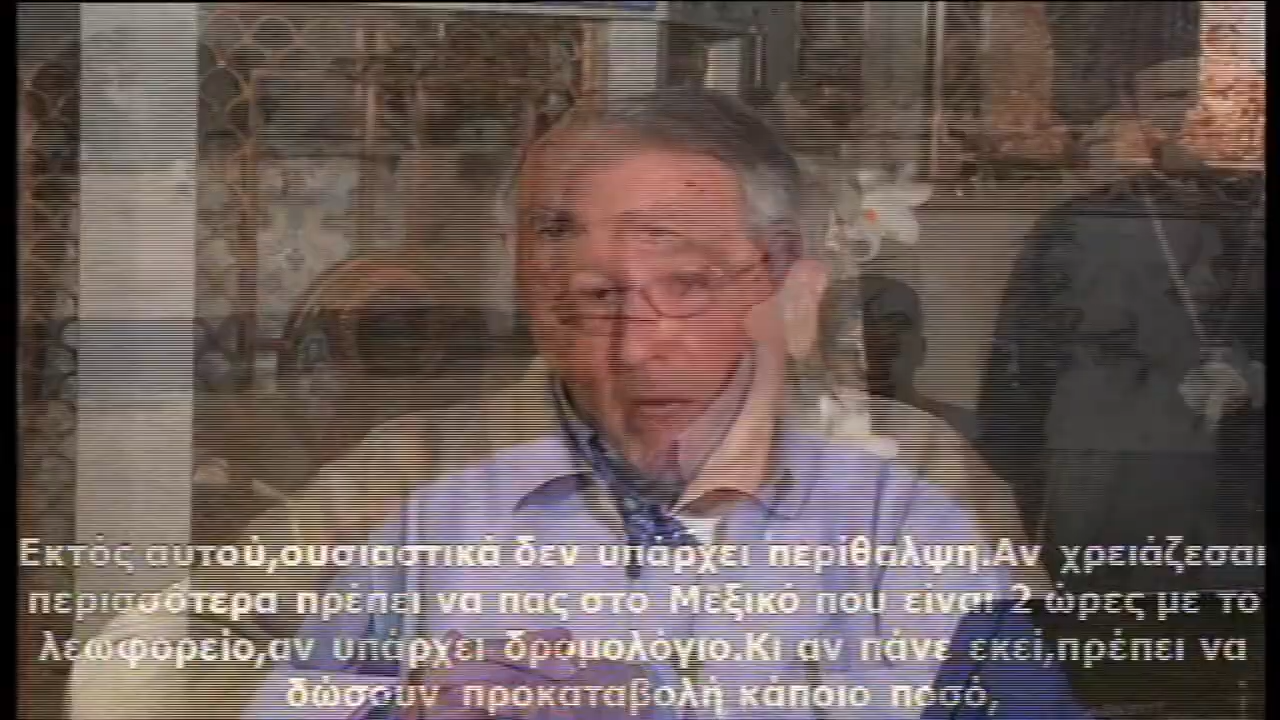 Εκτός αυτού,ουσιαστικά δεν υπάρχει περίθαλψη.Αν χρειάζεσαι
περισσότερα πρέπει να πας στο Μεξικό που είναι 2 ώρες με το
λεωφορείο,αν υπάρχει δρομολόγιο.Κι αν πάνε εκεί,πρέπει να
δώσουν προκαταβολή κάποιο ποσό,